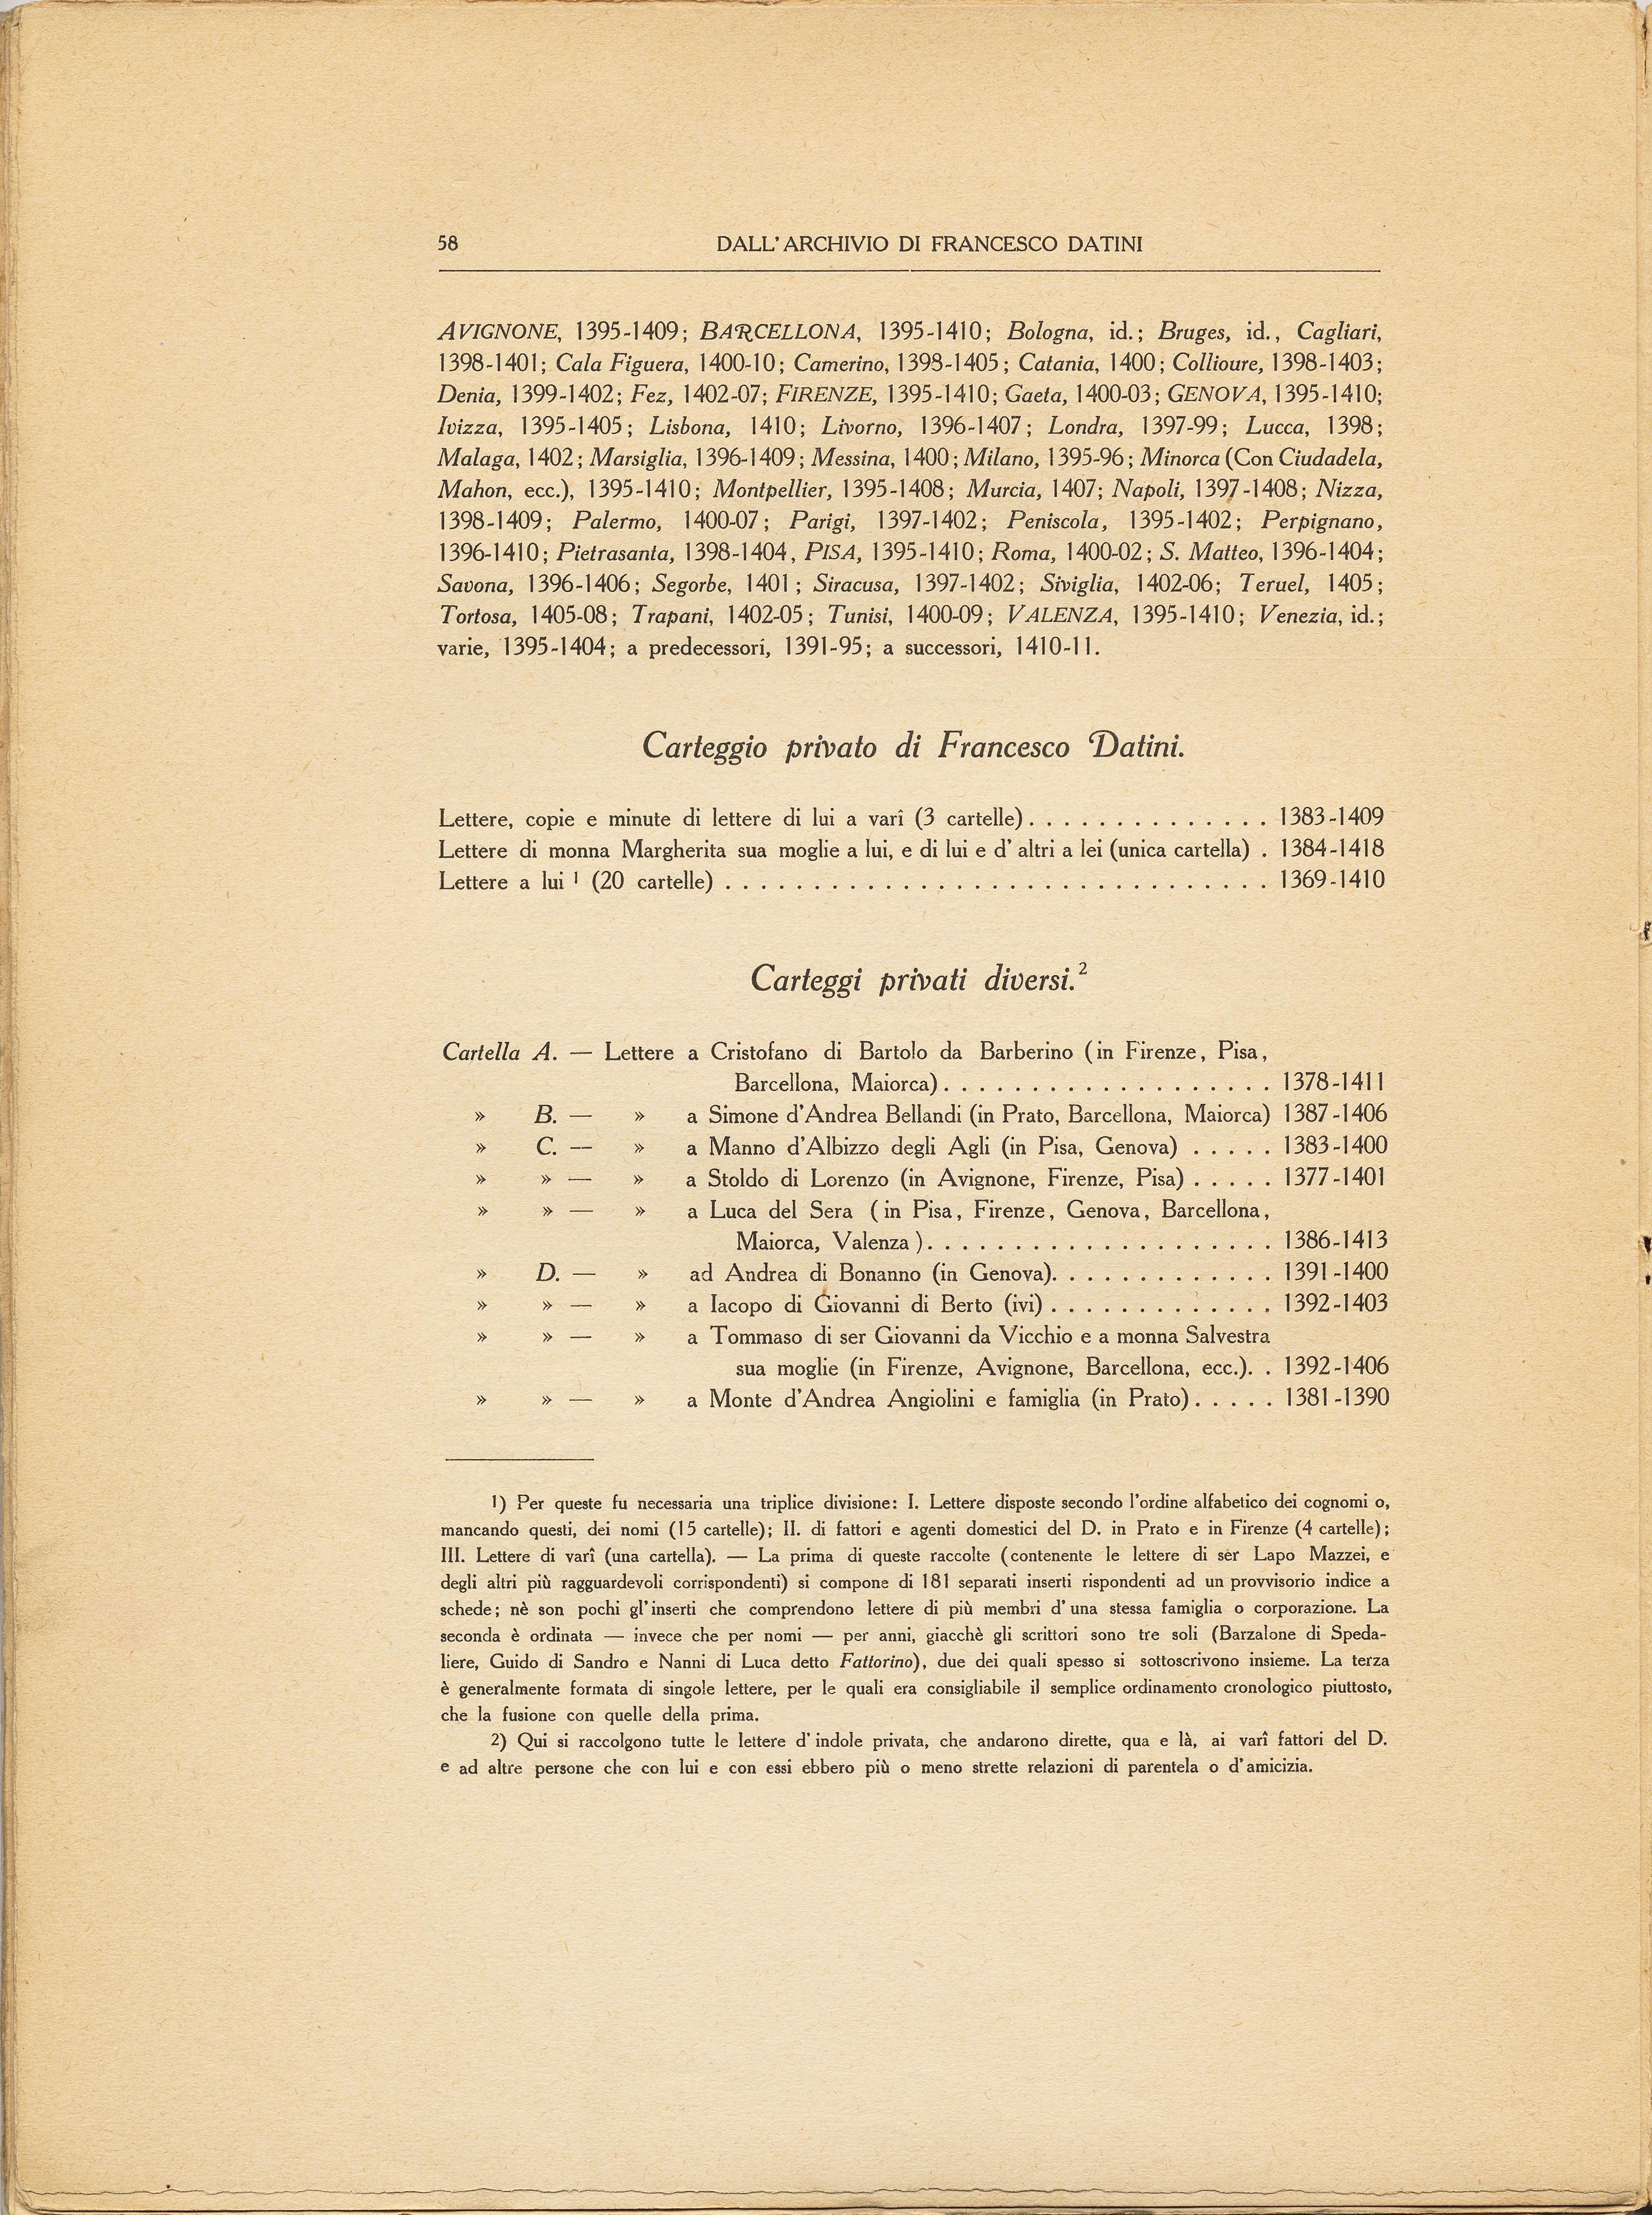 58 DALL' ARCHIVIO DI FRANCESCO DATINI
AVIGNONE, 1395-1409; BARCELLONA, 1395-1410; Bologna, id.; Bruges, id., Cagliari,
1398-1401; Cala Figuera, 1400-10; Camerino, 1398-1405; Catania, 1400; Collioure, 1398-1403;
Denia, 1399-1402; Fez, 1402-07; FIRENZE, 1395-1410; Gaeta, 1400-03; GENOVA, 1395-1410;
Ivizza, 1395-1405; Lisbona, 1410; Livorno, 1396-1407; Londra, 1397-99; Lucca, 1398;
Malaga, 1402; Marsiglia, 1396-1409; Messina, 1400; Milano, 1395-96; Minorca (Con Ciudadela,
Mahon, ecc.), 1395-1410; Montpellier, 1395-1408; Murcia, 1407; Napoli, 1397-1408; Nizza,
1398-1409; Palermo, 1400-07; Parigi, 1397-1402; Peniscola, 1395-1402; Perpignano,
1396-1410; Pietrasanta, 1398-1404, PISA, 1395-1410; Roma, 1400-02; S. Matteo, 1396-1404;
Savona, 1396-1406; Segorbe, 1401; Siracusa, 1397-1402; Siviglia, 1402-06; Teruel, 1405;
Tortosa, 1405-08; Trapani, 1402-05; Tunisi, 1400-09; VALENZA, 1395-1410; Venezia, id.;
varie, 1395-1404; a predecessori, 1391-95; a successori, 1410-11.
Carteggio privato di Francesco Datini.
Lettere, copie e minute di lettere di lui a varî (3 cartelle) . . . . . . . . . . . . . . 1383-1409
Lettere di monna Margherita sua moglie a lui, e di lui e d' altri a lei (unica cartella) . 1384-1418
Lettere a lui ¹ (20 cartelle) . . . . . . . . . . . . . . . . . . . . . . . . . . . . . . . 1369-1410
Carteggi privati diversi.²
Cartella A. — Lettere a Cristofano di Bartolo da Barberino (in Firenze, Pisa,
Barcellona, Maiorca) . . . . . . . . . . . . . . . . . . . 1378-1411
» B. — » a Simone d'Andrea Bellandi (in Prato, Barcellona, Maiorca) 1387-1406
» C. — » a Manno d'Albizzo degli Agli (in Pisa, Genova) . . . . . 1383-1400
» » — » a Stoldo di Lorenzo (in Avignone, Firenze, Pisa) . . . . . 1377-1401
» » — » a Luca del Sera (in Pisa, Firenze, Genova, Barcellona,
Maiorca, Valenza) . . . . . . . . . . . . . . . . . . . . 1386-1413
» D. — » ad Andrea di Bonanno (in Genova). . . . . . . . . . . . . 1391-1400
» » — » a Iacopo di Giovanni di Berto (ivi) . . . . . . . . . . . . . 1392-1403
» » — » a Tommaso di ser Giovanni da Vicchio e a monna Salvestra
sua moglie (in Firenze, Avignone, Barcellona, ecc.). . 1392-1406
» » — » a Monte d'Andrea Angiolini e famiglia (in Prato) . . . . . 1381-1390
1) Per queste fu necessaria una triplice divisione: I. Lettere disposte secondo l'ordine alfabetico dei cognomi o,
mancando questi, dei nomi (15 cartelle); II. di fattori e agenti domestici del D. in Prato e in Firenze (4 cartelle);
III. Lettere di varî (una cartella). — La prima di queste raccolte (contenente le lettere di ser Lapo Mazzei, e
degli altri più ragguardevoli corrispondenti) si compone di 181 separati inserti rispondenti ad un provvisorio indice a
schede; nè son pochi gl'inserti che comprendono lettere di più membri d' una stessa famiglia o corporazione. La
seconda è ordinata — invece che per nomi — per anni, giacchè gli scrittori sono tre soli (Barzalone di Speda-
liere, Guido di Sandro e Nanni di Luca detto Fattorino), due dei quali spesso si sottoscrivono insieme. La terza
è generalmente formata di singole lettere, per le quali era consigliabile il semplice ordinamento cronologico piuttosto,
che la fusione con quelle della prima.
2) Qui si raccolgono tutte le lettere d' indole privata, che andarono dirette, qua e là, ai varî fattori del D.
e ad altre persone che con lui e con essi ebbero più o meno strette relazioni di parentela o d' amicizia.